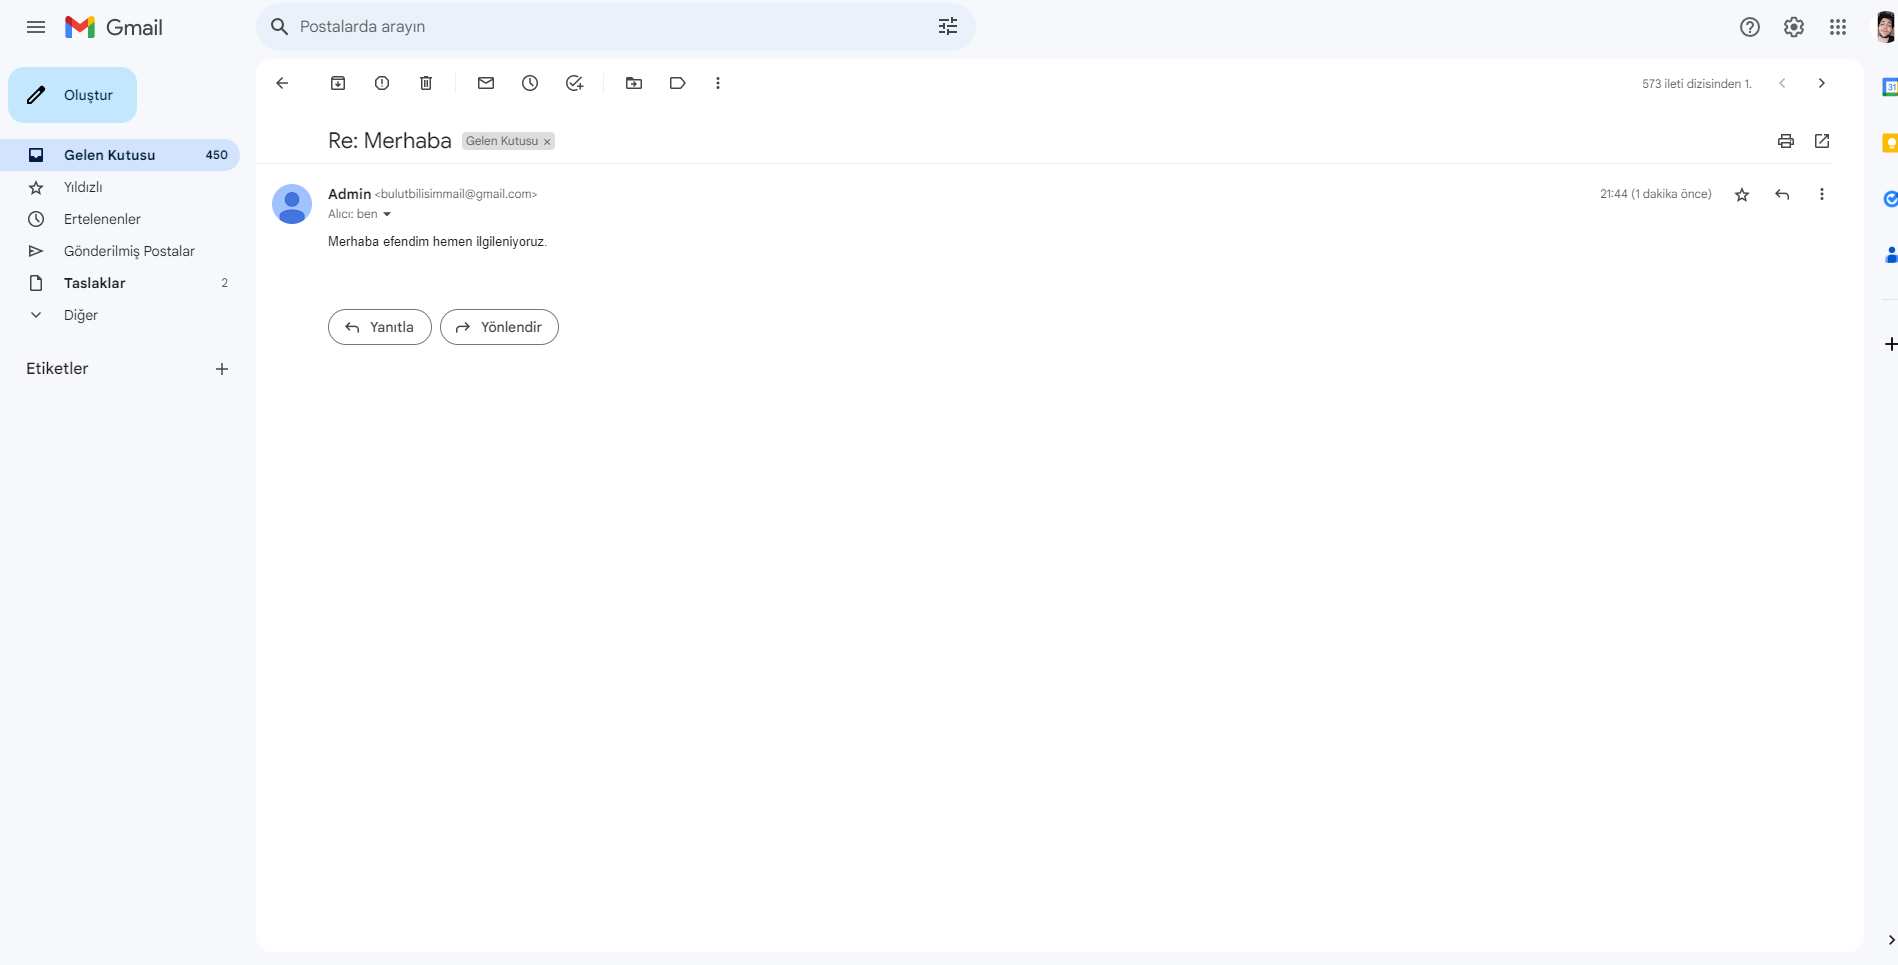 Gmail
Postalarda arayın
Oluştur
573 ileti dizisinden 1.
31
Gelen Kutusu 450
Yıldızlı
Ertelenenler
Gönderilmiş Postalar
Taslaklar 2
Diğer
Etiketler
Re: Merhaba Gelen Kutusu ×
Admin <bulutbilisimmail@gmail.com> 21:44 (1 dakika önce)
Alıcı: ben
Merhaba efendim hemen ilgileniyoruz.
Yanıtla Yönlendir